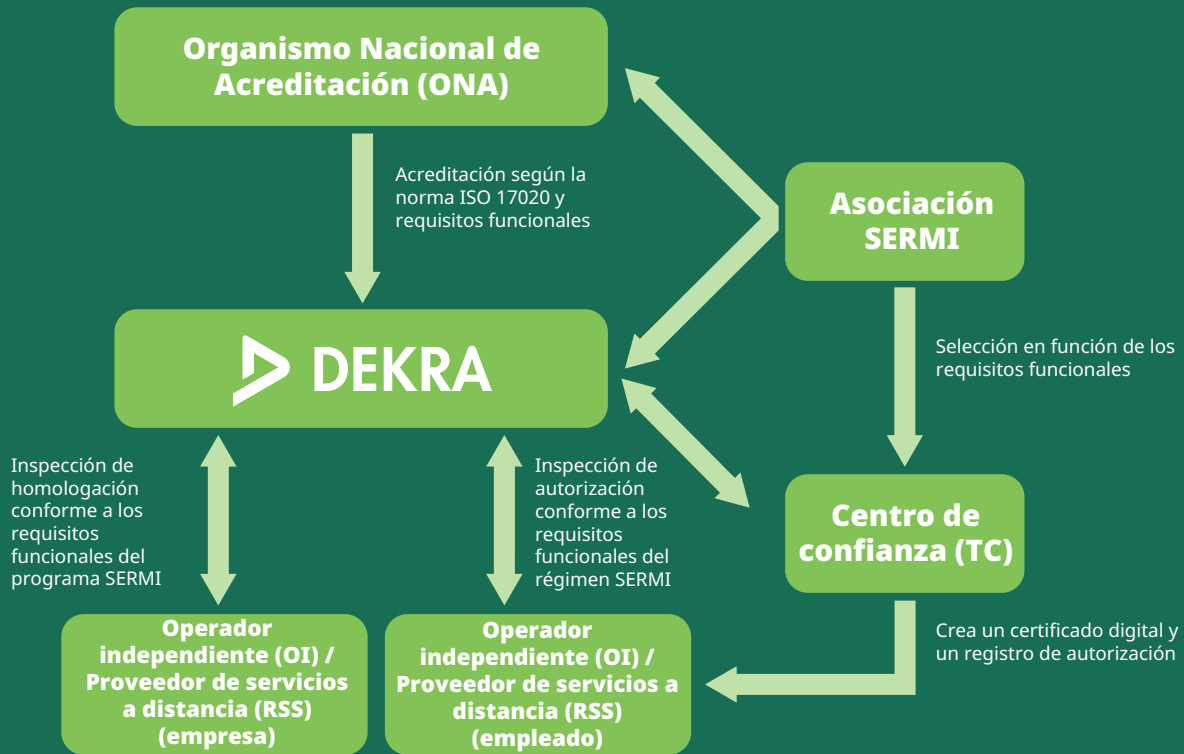 Organismo Nacional de
Acreditación (ONA)
Acreditación según la
norma ISO 17020 y
requisitos funcionales
Asociación
SERMI
DEKRA
Selección en función de los
requisitos funcionales
Inspección de
homologación
conforme a los
requisitos
funcionales del
programa SERMI
Inspección de
autorización
conforme a los
requisitos
funcionales del
régimen SERMI
Centro de
confianza (TC)
Operador
independiente (OI) /
Proveedor de servicios
a distancia (RSS)
(empresa)
Operador
independiente (OI) /
Proveedor de servicios a
distancia (RSS)
(empleado)
Crea un certificado digital y
un registro de autorización